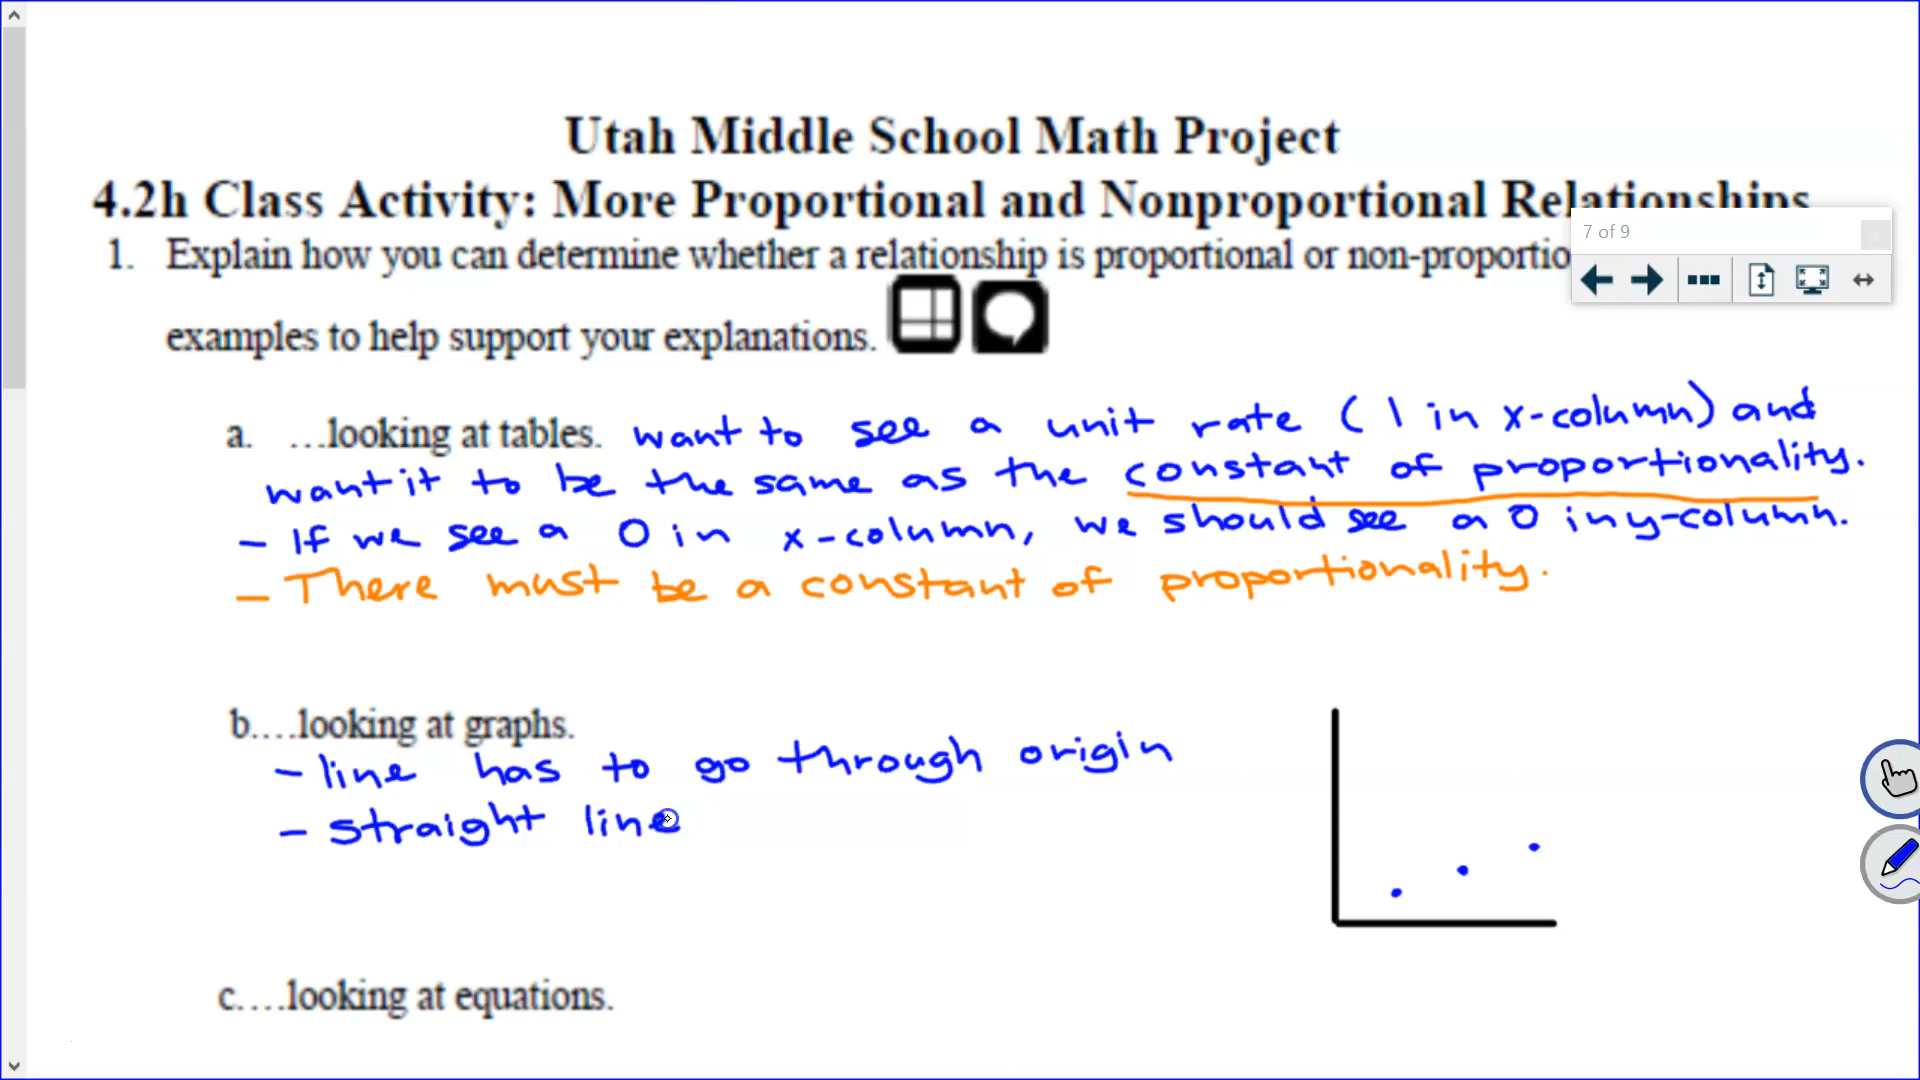 Utah Middle School Math Project
4.2h Class Activity: More Proportional and Nonproportional Relationships
1. Explain how you can determine whether a relationship is proportional or non-proportio
7 of 9
examples to help support your explanations.
a. …looking at tables. want to see a unit rate (1 in x-column) and
want it to be the same as the constant of proportionality.
- If we see a 0 in x-column, we should see a 0 in y-column.
- There must be a constant of proportionality.
b.…looking at graphs.
- line has to go through origin
- straight line
c.…looking at equations.